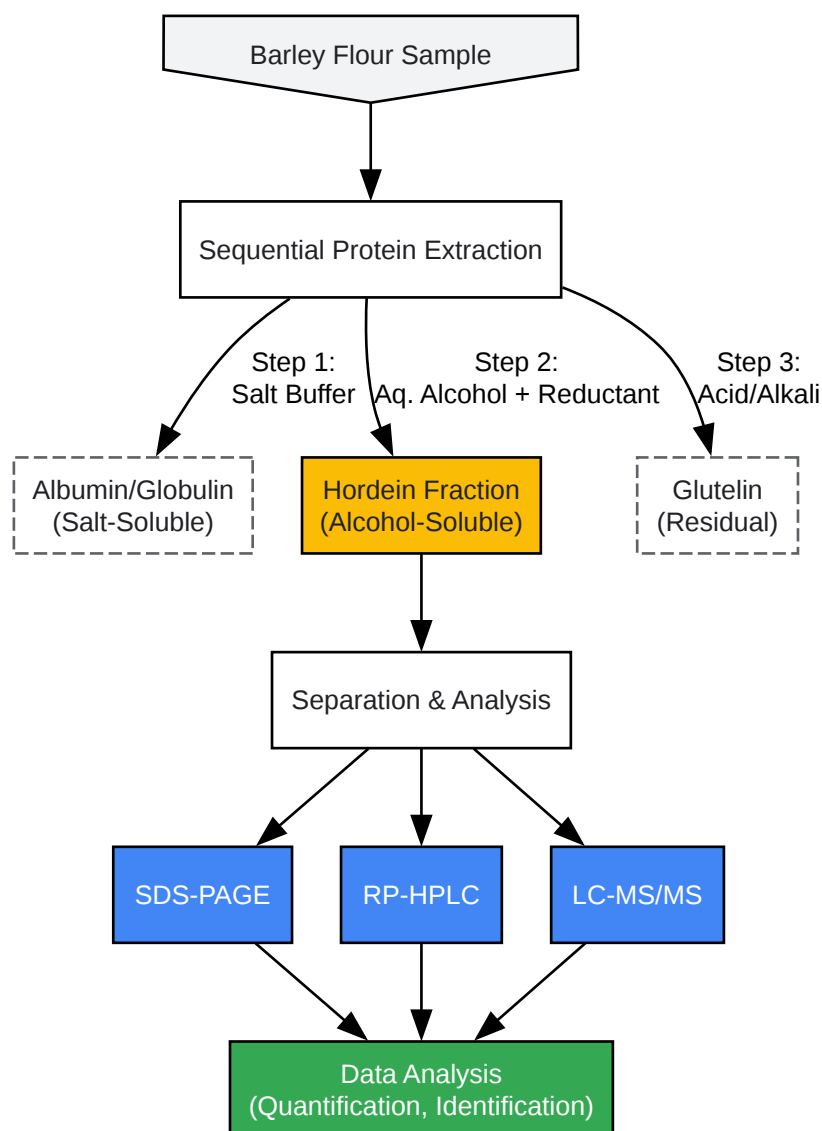 Barley Flour Sample
Sequential Protein Extraction
Step 1:
Salt Buffer
Step 2:
Aq. Alcohol + Reductant
Step 3:
Acid/Alkali
Albumin/Globulin
(Salt-Soluble)
Hordein Fraction
(Alcohol-Soluble)
Glutelin
(Residual)
Separation & Analysis
SDS-PAGE
RP-HPLC
LC-MS/MS
Data Analysis
(Quantification, Identification)